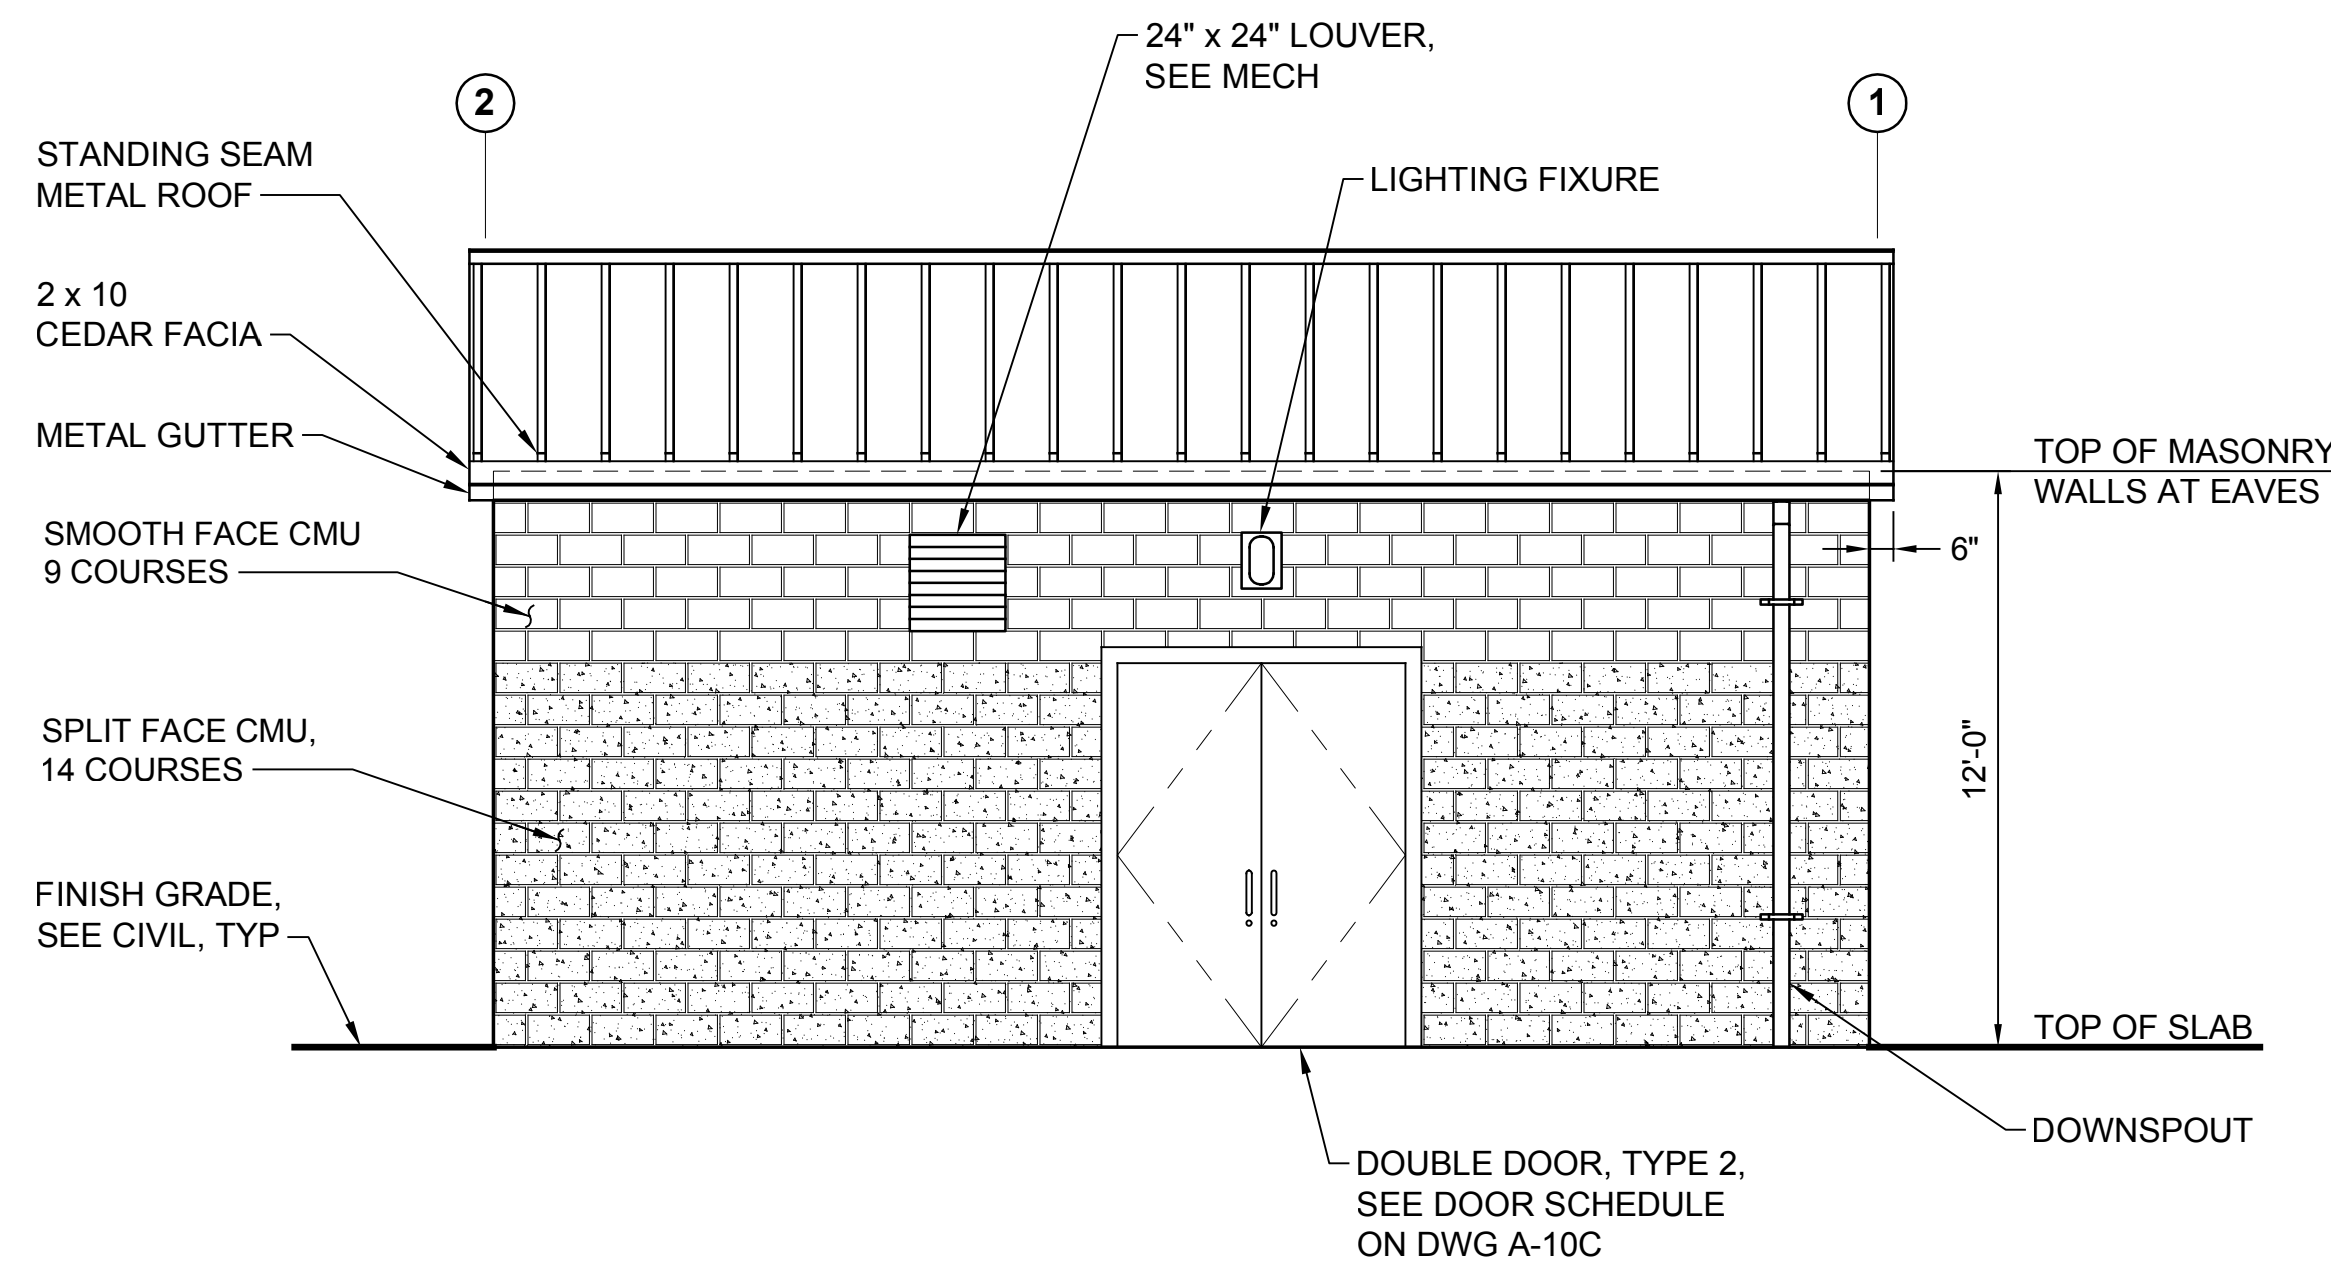 24" x 24" LOUVER,
SEE MECH
2
1
STANDING SEAM
METAL ROOF
LIGHTING FIXURE
2 x 10
CEDAR FACIA
METAL GUTTER
TOP OF MASONRY
WALLS AT EAVES
SMOOTH FACE CMU
9 COURSES
6"
SPLIT FACE CMU,
14 COURSES
12'-0"
FINISH GRADE,
SEE CIVIL, TYP
TOP OF SLAB
DOWNSPOUT
DOUBLE DOOR, TYPE 2,
SEE DOOR SCHEDULE
ON DWG A-10C